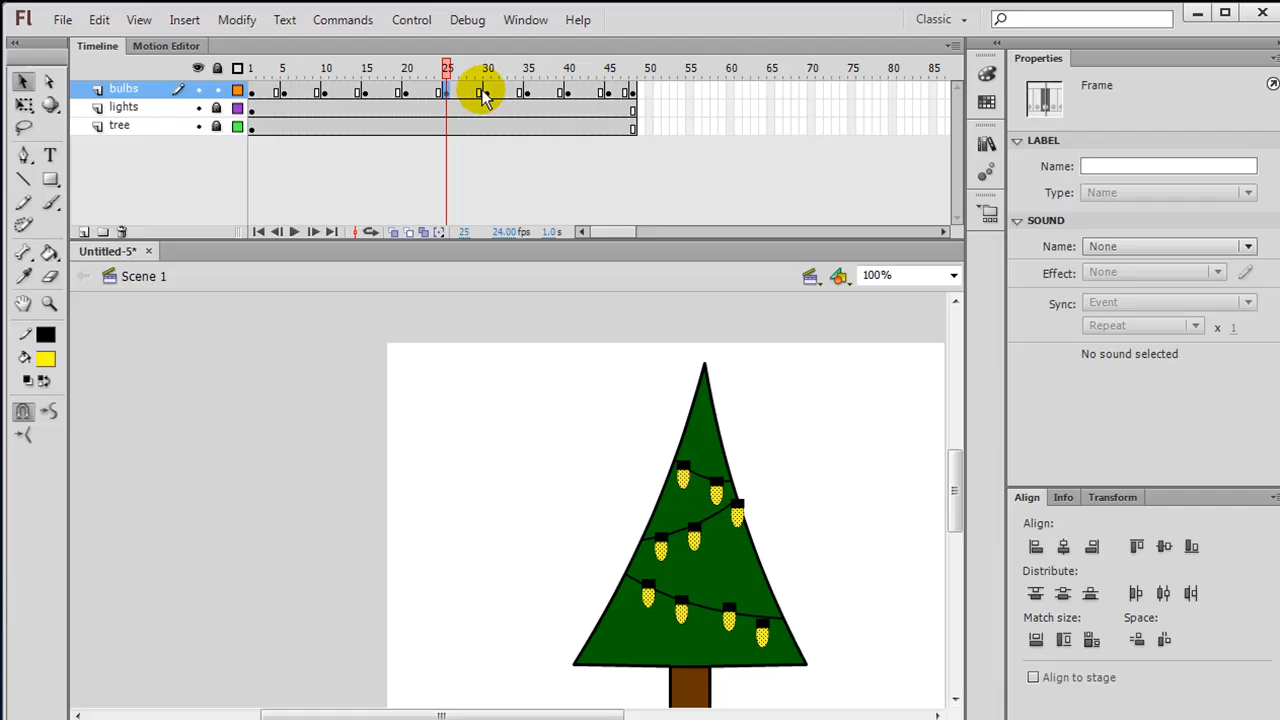 Fl File Edit View Insert Modify Text Commands Control Debug Window Help Classic
Timeline Motion Editor
1 5 10 15 20 25 30 35 40 45 50 55 60 65 70 75 80 85
bulbs
lights
tree
25 24.00fps 1.0s
Untitled-5*
Scene 1
100%
Properties
Frame
LABEL
Name:
Type: Name
SOUND
Name: None
Effect: None
Sync: Event
Repeat x 1
No sound selected
Align Info Transform
Align:
Distribute:
Match size: Space:
Align to stage